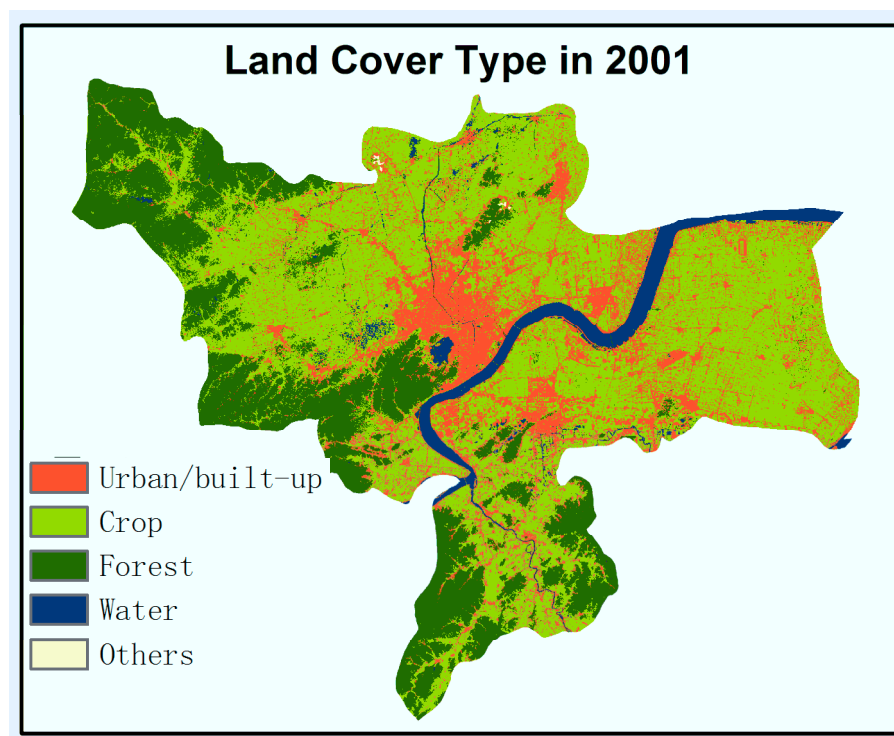 Land Cover Type in 2001
Urban/built-up
Crop
Forest
Water
Others